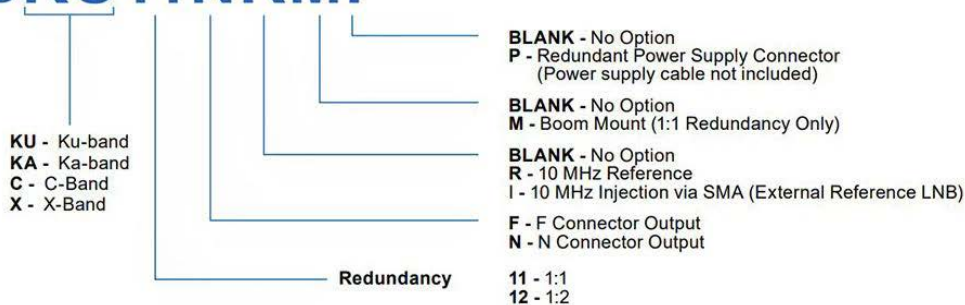 BLANK - No Option
P - Redundant Power Supply Connector
(Power supply cable not included)
BLANK - No Option
M - Boom Mount (1:1 Redundancy Only)
KU - Ku-band
KA - Ka-band
C - C-Band
X - X-Band
BLANK - No Option
R - 10 MHz Reference
I - 10 MHz Injection via SMA (External Reference LNB)
F - F Connector Output
N - N Connector Output
Redundancy
11 - 1:1
12 - 1:2